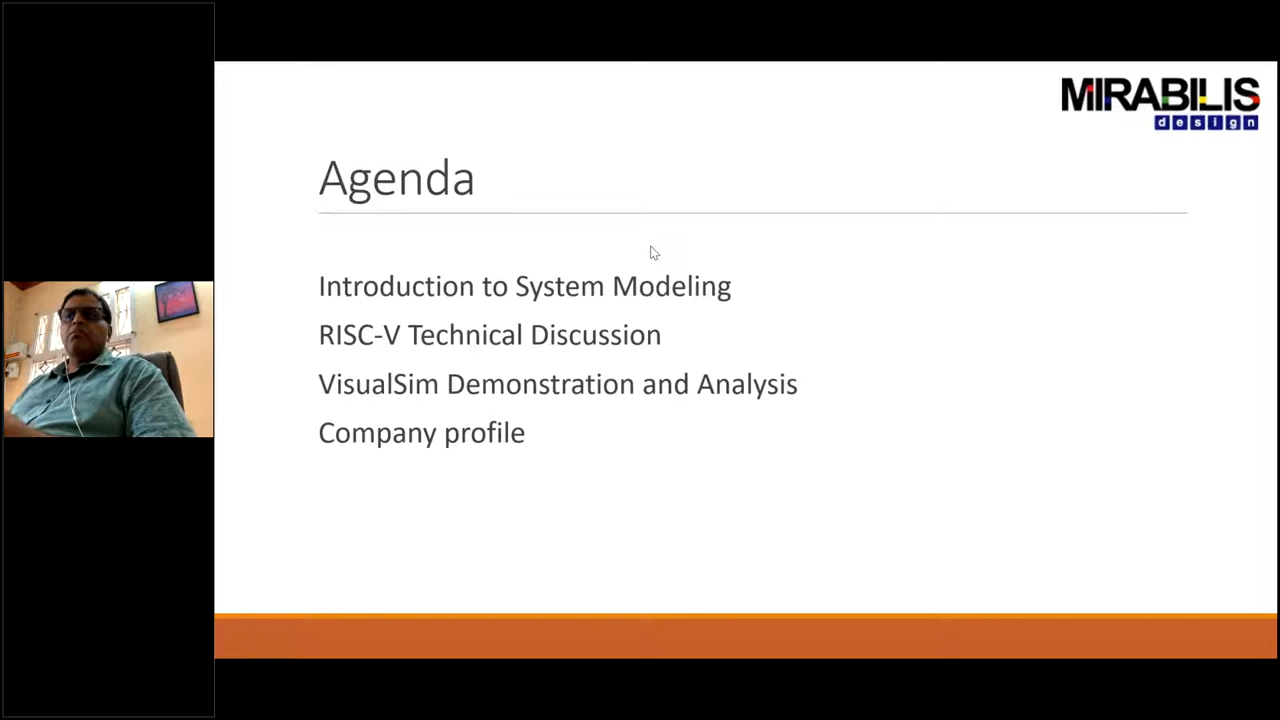 MIRABILIS
design
Agenda
Introduction to System Modeling
RISC-V Technical Discussion
VisualSim Demonstration and Analysis
Company profile